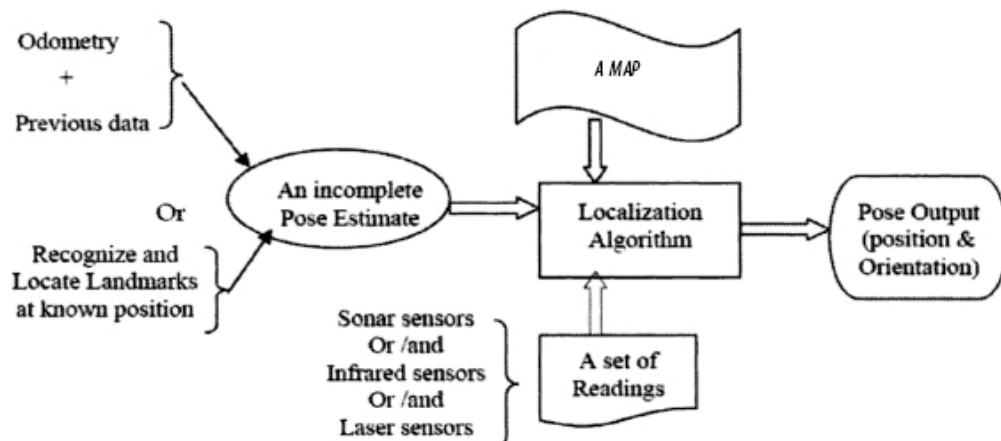 Odometry
+
Previous data
Or
Recognize and
Locate Landmarks
at known position
An incomplete
Pose Estimate
A MAP
Localization
Algorithm
Pose Output
(position &
Orientation)
Sonar sensors
Or /and
Infrared sensors
Or /and
Laser sensors
A set of
Readings